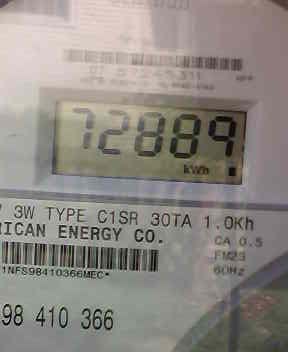 72889
kWh
3W TYPE C1SR 30TA 1.0Kh
RICAN ENERGY CO.
CA 0.5
FM2S
60Hz
1NFS98410366MEC*
98 410 366